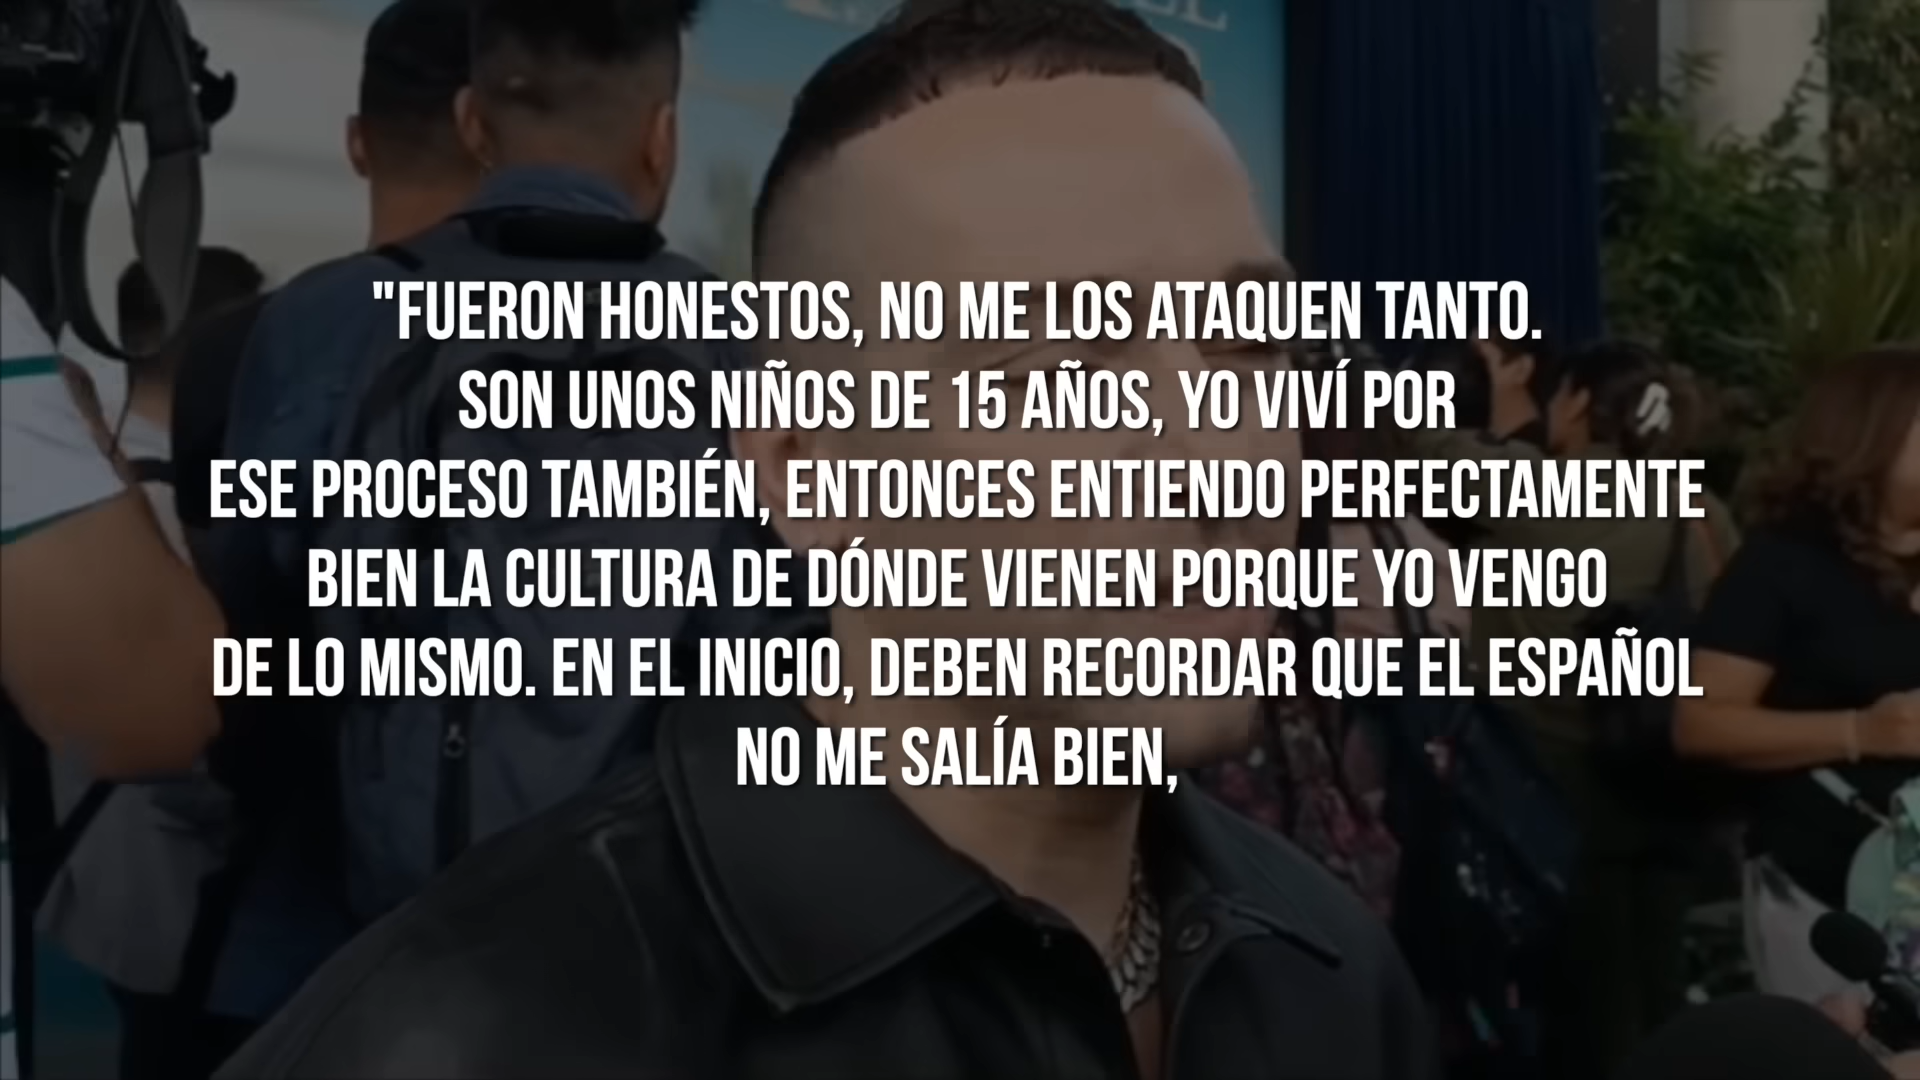 "FUERON HONESTOS, NO ME LOS ATAQUEN TANTO.
SON UNOS NIÑOS DE 15 AÑOS, YO VIVÍ POR
ESE PROCESO TAMBIÉN, ENTONCES ENTIENDO PERFECTAMENTE
BIEN LA CULTURA DE DÓNDE VIENEN PORQUE YO VENGO
DE LO MISMO. EN EL INICIO, DEBEN RECORDAR QUE EL ESPAÑOL
NO ME SALÍA BIEN,